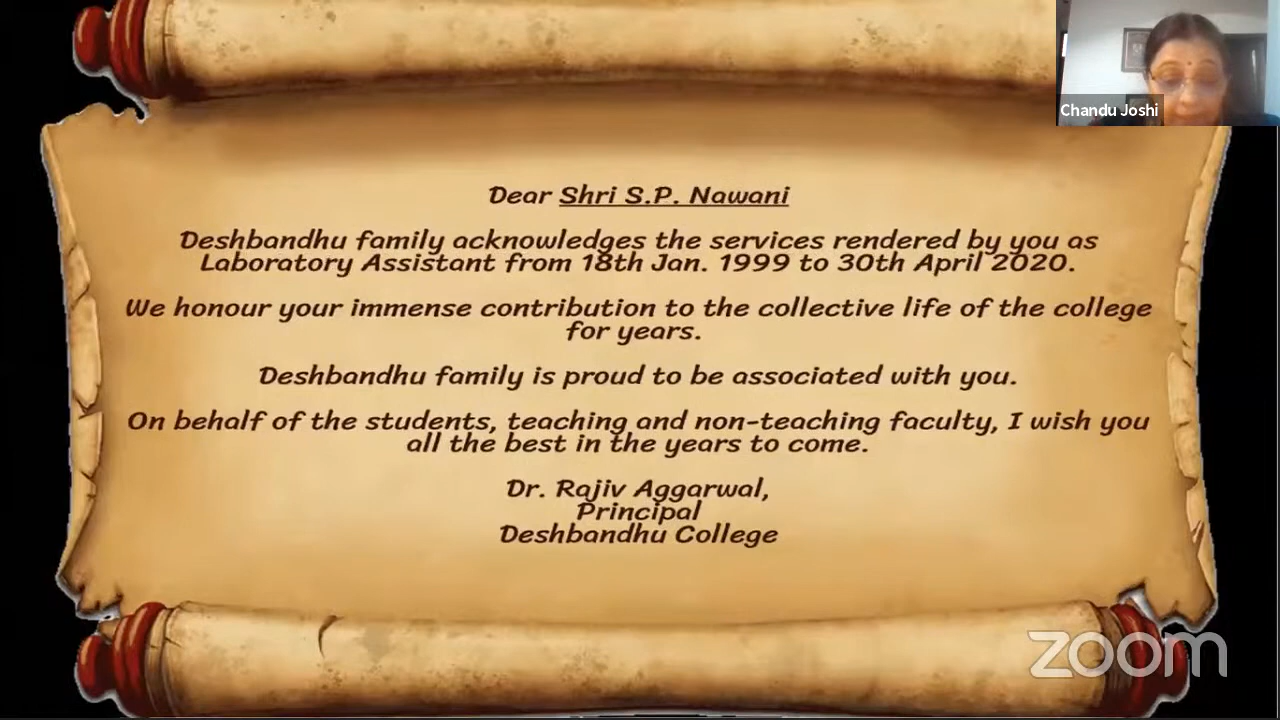 Chandu Joshi
Dear Shri S.P. Nawani
Deshbandhu family acknowledges the services rendered by you as
Laboratory Assistant from 18th Jan. 1999 to 30th April 2020.
We honour your immense contribution to the collective life of the college
for years.
Deshbandhu family is proud to be associated with you.
On behalf of the students, teaching and non-teaching faculty, I wish you
all the best in the years to come.
Dr. Rajiv Aggarwal,
Principal
Deshbandhu College
zoom